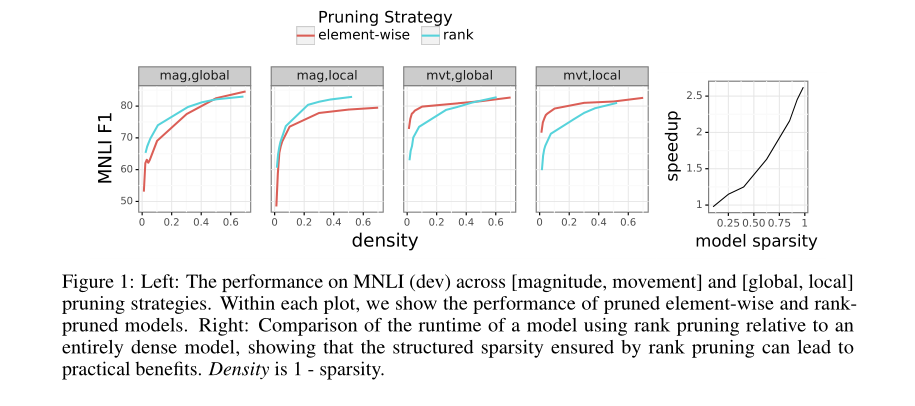 Pruning Strategy
element-wise rank
mag,global mag,local mvt,global mvt,local
MNLI F1
80
70
60
50
0 0.2 0.4 0.6 0 0.2 0.4 0.6 0 0.2 0.4 0.6 0 0.2 0.4 0.6
density
speedup
2.5
2
1.5
1
0.25 0.50 0.75 1
model sparsity
Figure 1: Left: The performance on MNLI (dev) across [magnitude, movement] and [global, local]
pruning strategies. Within each plot, we show the performance of pruned element-wise and rank-
pruned models. Right: Comparison of the runtime of a model using rank pruning relative to an
entirely dense model, showing that the structured sparsity ensured by rank pruning can lead to
practical benefits. Density is 1 - sparsity.